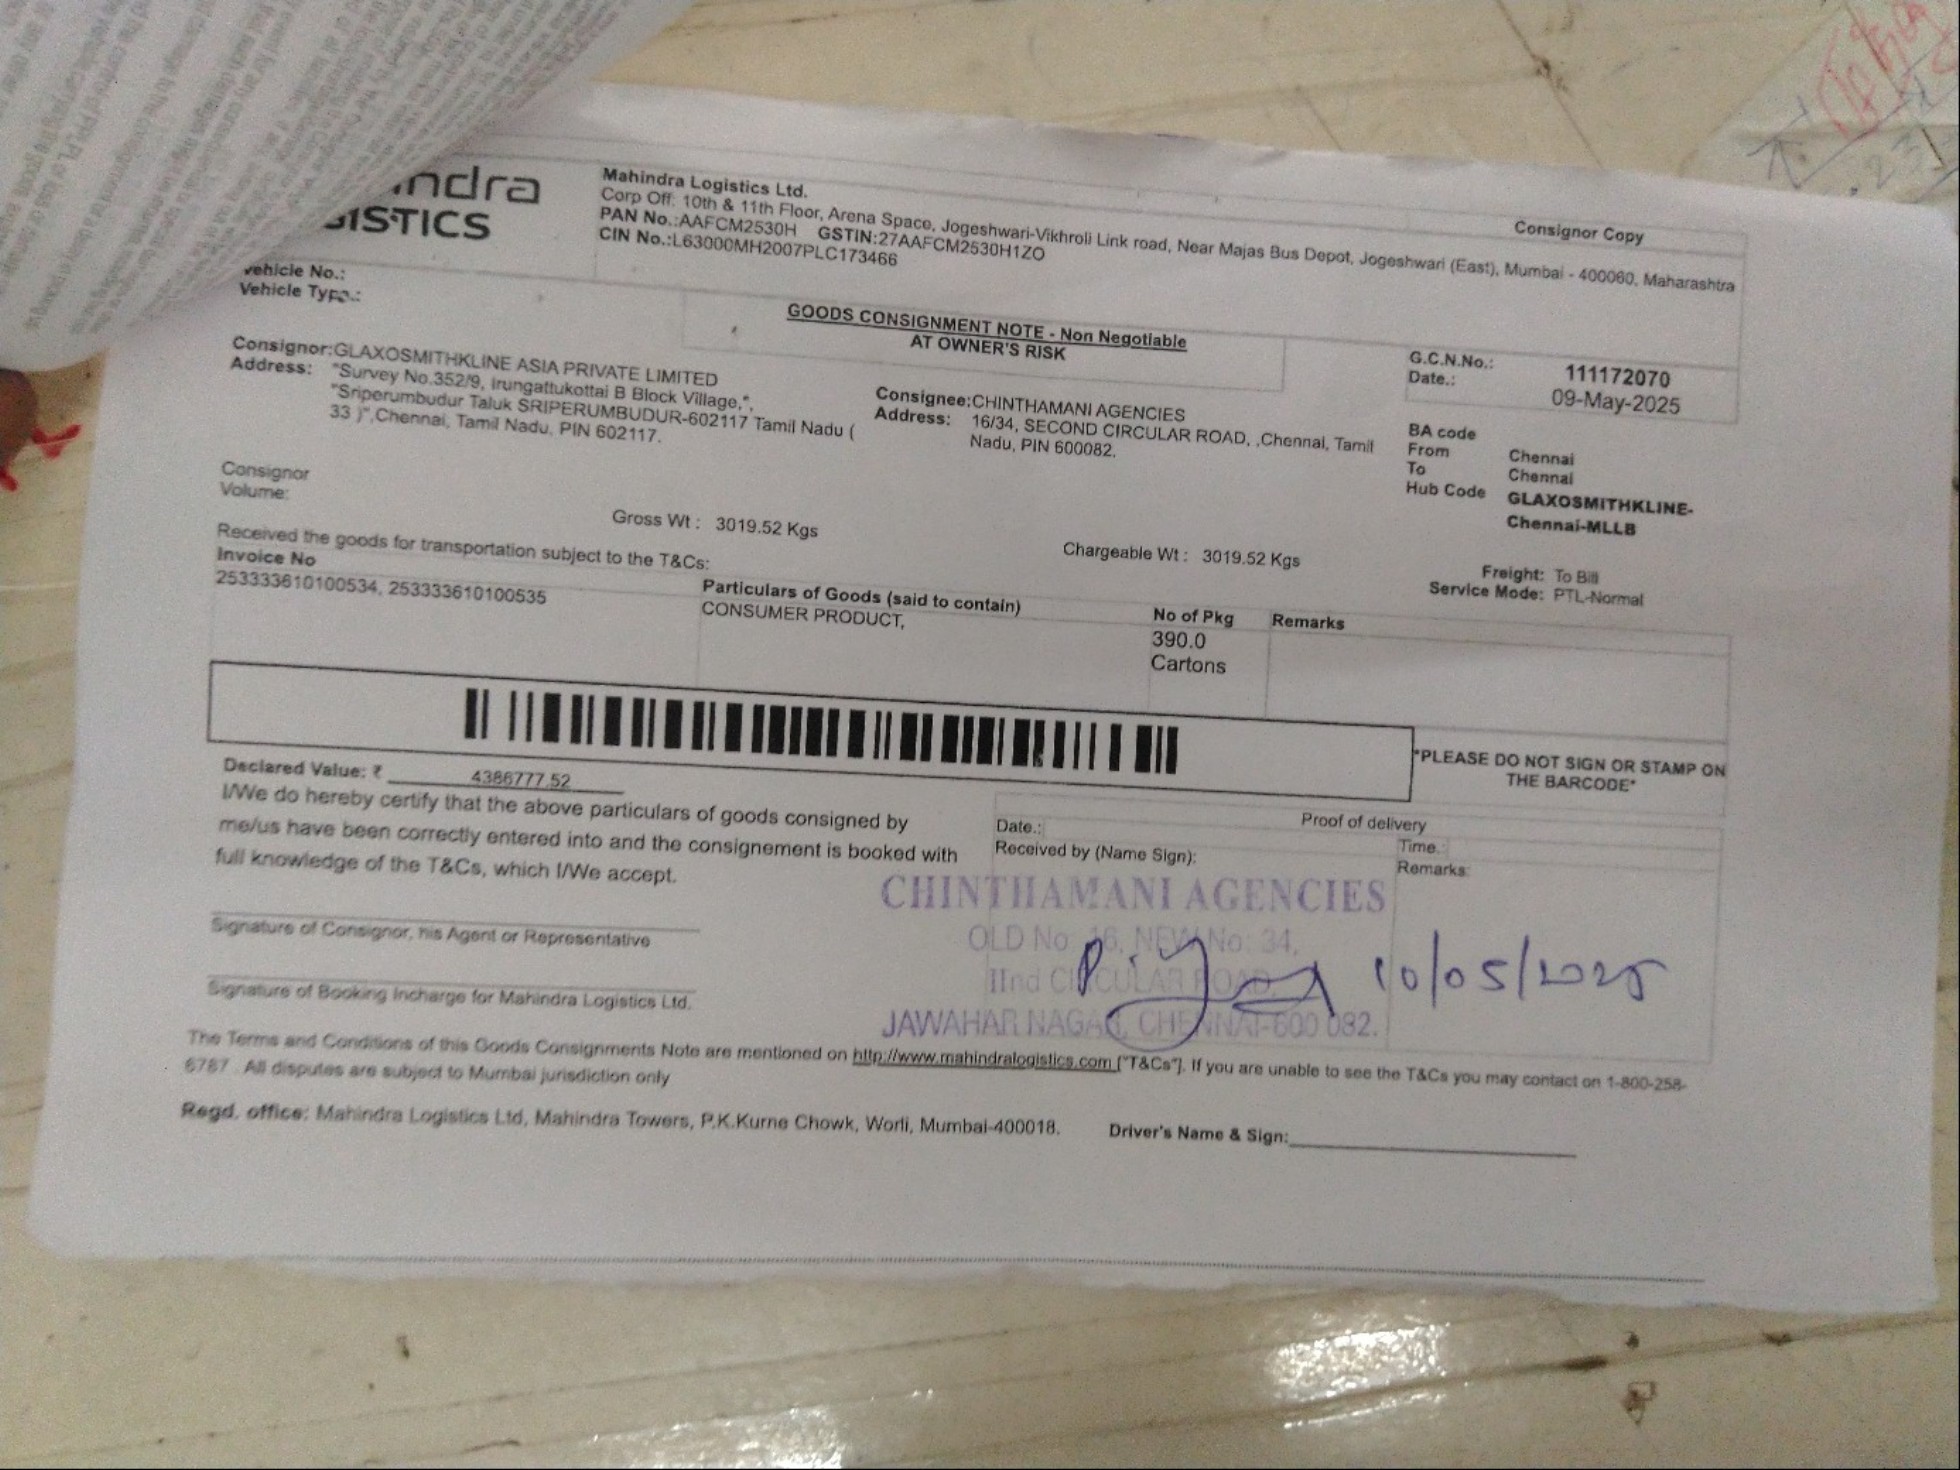 ndra
ISTICS
Mahindra Logistics Ltd.
Corp Off: 10th & 11th Floor, Arena Space, Jogeshwari-Vikhroli Link road, Near Majas Bus Depot, Jogeshwari (East), Mumbai - 400060, Maharashtra
PAN No.:AAFCM2530H GSTIN:27AAFCM2530H1ZO
CIN No.:L63000MH2007PLC173466
Consignor Copy
Vehicle No.:
Vehicle Type.:
GOODS CONSIGNMENT NOTE - Non Negotiable
AT OWNER'S RISK
G.C.N.No.: 111172070
Date.: 09-May-2025
Consignor:GLAXOSMITHKLINE ASIA PRIVATE LIMITED
Address: "Survey No.352/9, Irungattukottai B Block Village,",
"Sriperumbudur Taluk SRIPERUMBUDUR-602117 Tamil Nadu (
33 )",Chennai, Tamil Nadu, PIN 602117.
Consignee:CHINTHAMANI AGENCIES
Address: 16/34, SECOND CIRCULAR ROAD, ,Chennai, Tamil
Nadu, PIN 600082.
BA code
From Chennai
To Chennai
Hub Code GLAXOSMITHKLINE-
Chennai-MLLB
Consignor
Volume:
Gross Wt : 3019.52 Kgs
Chargeable Wt : 3019.52 Kgs
Freight: To Bill
Service Mode: PTL-Normal
Received the goods for transportation subject to the T&Cs:
Invoice No Particulars of Goods (said to contain) No of Pkg Remarks
253333610100534, 253333610100535 CONSUMER PRODUCT, 390.0
Cartons
*PLEASE DO NOT SIGN OR STAMP ON
THE BARCODE*
Declared Value: ₹ 4386777.52
I/We do hereby certify that the above particulars of goods consigned by
me/us have been correctly entered into and the consignement is booked with
full knowledge of the T&Cs, which I/We accept.
Proof of delivery
Date.: Time.:
Received by (Name Sign): Remarks:
CHINTHAMANI AGENCIES
OLD No. 16, NEW No: 34,
IInd CIRCULAR ROAD,
JAWAHAR NAGAR, CHENNAI-600 082.
10/05/2025
Signature of Consignor, his Agent or Representative
Signature of Booking Incharge for Mahindra Logistics Ltd.
The Terms and Conditions of this Goods Consignments Note are mentioned on http://www.mahindralogistics.com ["T&Cs"]. If you are unable to see the T&Cs you may contact on 1-800-258-
6787 . All disputes are subject to Mumbai jurisdiction only
Regd. office: Mahindra Logistics Ltd, Mahindra Towers, P.K.Kurne Chowk, Worli, Mumbai-400018.
Driver's Name & Sign: